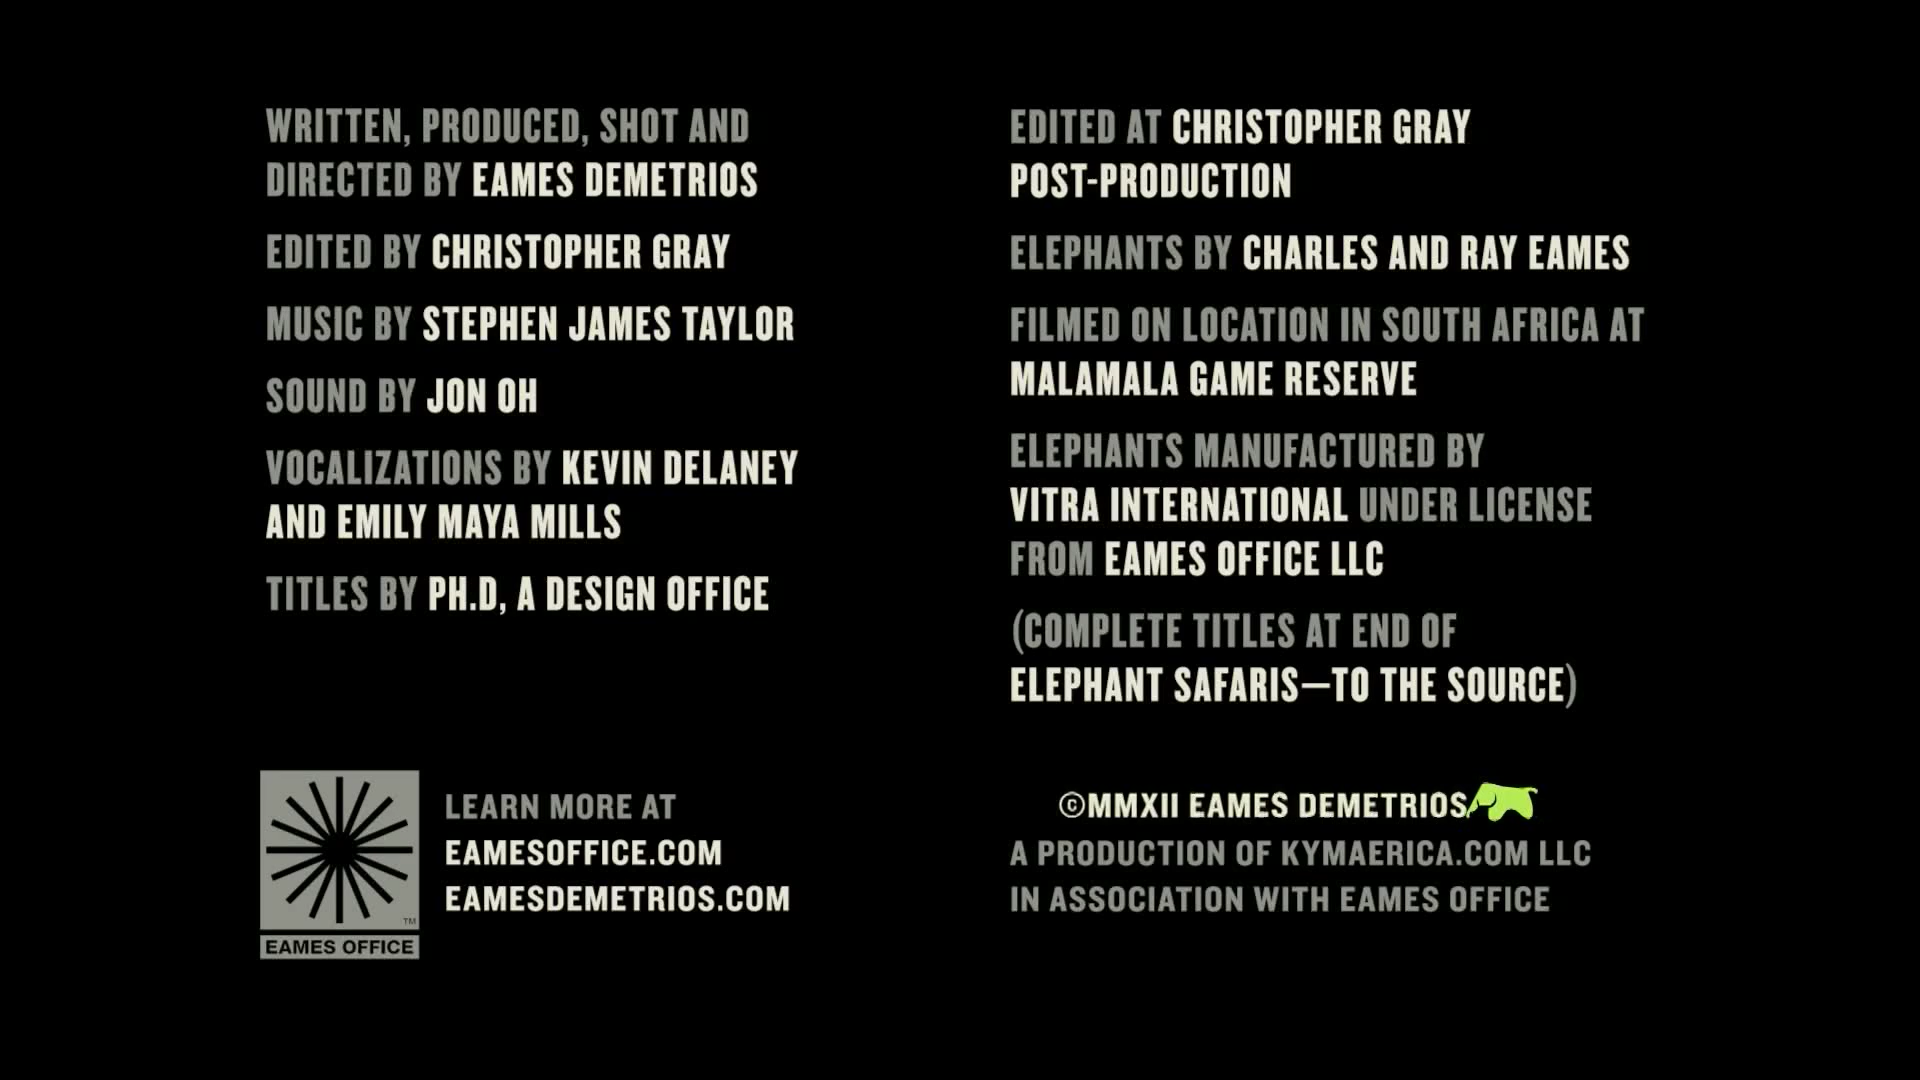 WRITTEN, PRODUCED, SHOT AND
DIRECTED BY EAMES DEMETRIOS
EDITED BY CHRISTOPHER GRAY
MUSIC BY STEPHEN JAMES TAYLOR
SOUND BY JON OH
VOCALIZATIONS BY KEVIN DELANEY
AND EMILY MAYA MILLS
TITLES BY PH.D, A DESIGN OFFICE
EDITED AT CHRISTOPHER GRAY
POST-PRODUCTION
ELEPHANTS BY CHARLES AND RAY EAMES
FILMED ON LOCATION IN SOUTH AFRICA AT
MALAMALA GAME RESERVE
ELEPHANTS MANUFACTURED BY
VITRA INTERNATIONAL UNDER LICENSE
FROM EAMES OFFICE LLC
(COMPLETE TITLES AT END OF
ELEPHANT SAFARIS—TO THE SOURCE)
TM
EAMES OFFICE
LEARN MORE AT
EAMESOFFICE.COM
EAMESDEMETRIOS.COM
©MMXII EAMES DEMETRIOS
A PRODUCTION OF KYMAERICA.COM LLC
IN ASSOCIATION WITH EAMES OFFICE